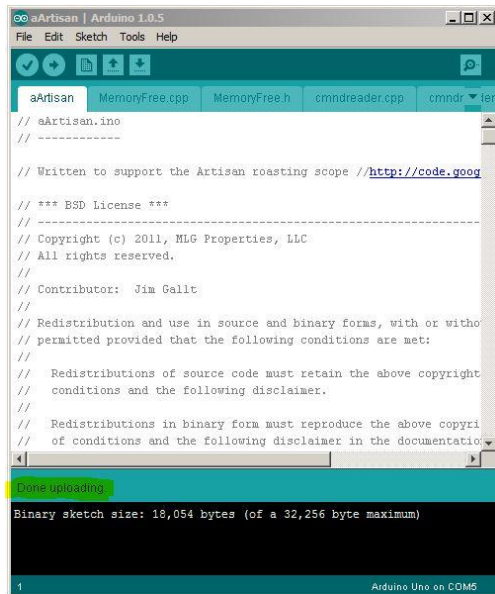 aArtisan | Arduino 1.0.5
File Edit Sketch Tools Help
aArtisan MemoryFree.cpp MemoryFree.h cmndreader.cpp cmndr
// aArtisan.ino
// ------------
// Written to support the Artisan roasting scope //http://code.goog
// *** BSD License ***
// ------------------------------------------------------------------
// Copyright (c) 2011, MLG Properties, LLC
// All rights reserved.
//
// Contributor:  Jim Gallt
//
// Redistribution and use in source and binary forms, with or witho
// permitted provided that the following conditions are met:
//
//   Redistributions of source code must retain the above copyright
//   conditions and the following disclaimer.
//
//   Redistributions in binary form must reproduce the above copyri
//   of conditions and the following disclaimer in the documentatio
Done uploading.
Binary sketch size: 18,054 bytes (of a 32,256 byte maximum)
1 Arduino Uno on COM5